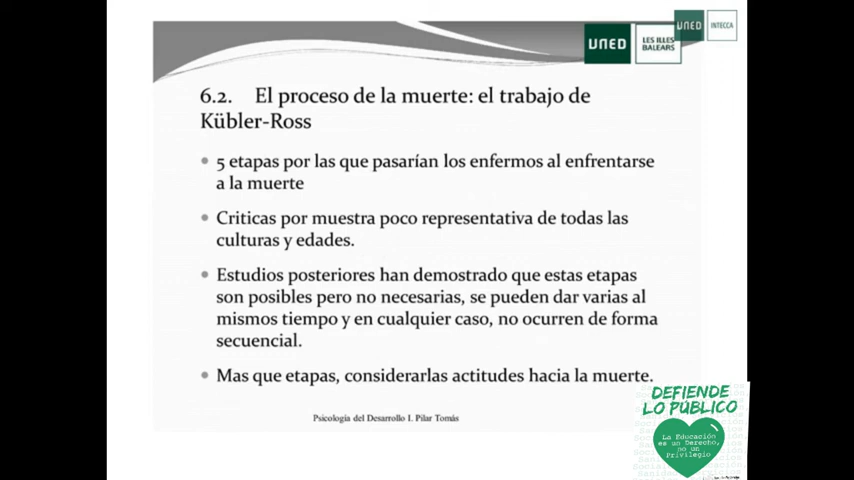 UNED
LES ILLES
BALEARS
UNED
INTECCA
6.2. El proceso de la muerte: el trabajo de
Kübler-Ross
• 5 etapas por las que pasarían los enfermos al enfrentarse
a la muerte
• Criticas por muestra poco representativa de todas las
culturas y edades.
• Estudios posteriores han demostrado que estas etapas
son posibles pero no necesarias, se pueden dar varias al
mismo tiempo y en cualquier caso, no ocurren de forma
secuencial.
• Mas que etapas, considerarlas actitudes hacia la muerte.
Psicología del Desarrollo I. Pilar Tomás
DEFIENDE
LO PÚBLICO
La Educación
es un Derecho,
no un
Privilegio